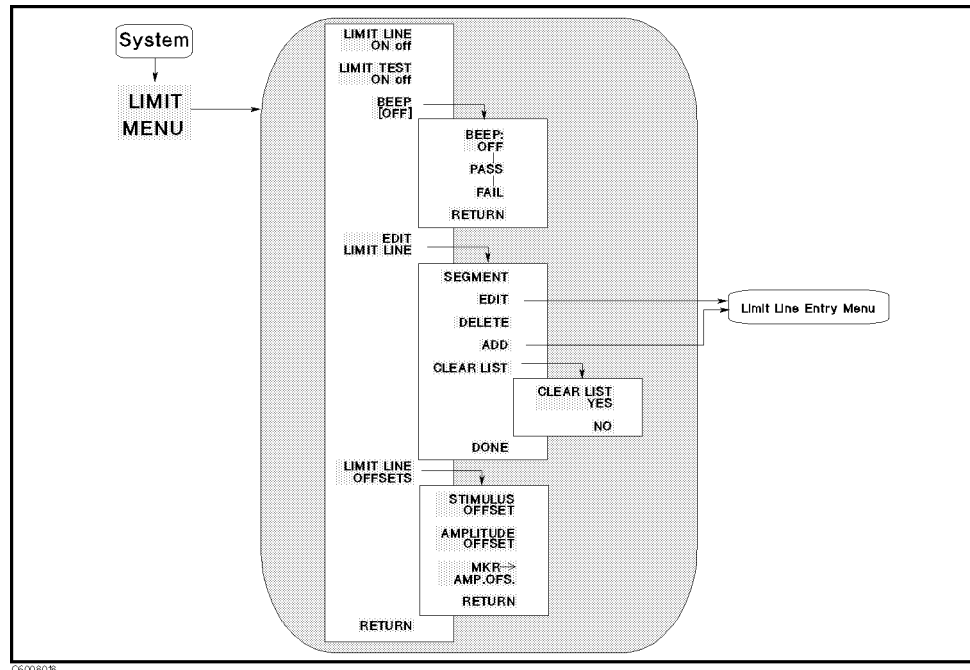 System
LIMIT
MENU
LIMIT LINE
ON off
LIMIT TEST
ON off
BEEP
[OFF]
BEEP:
OFF
PASS
FAIL
RETURN
EDIT
LIMIT LINE
SEGMENT
EDIT
DELETE
ADD
CLEAR LIST
Limit Line Entry Menu
CLEAR LIST
YES
NO
DONE
LIMIT LINE
OFFSETS
STIMULUS
OFFSET
AMPLITUDE
OFFSET
MKR→
AMP.OFS.
RETURN
RETURN